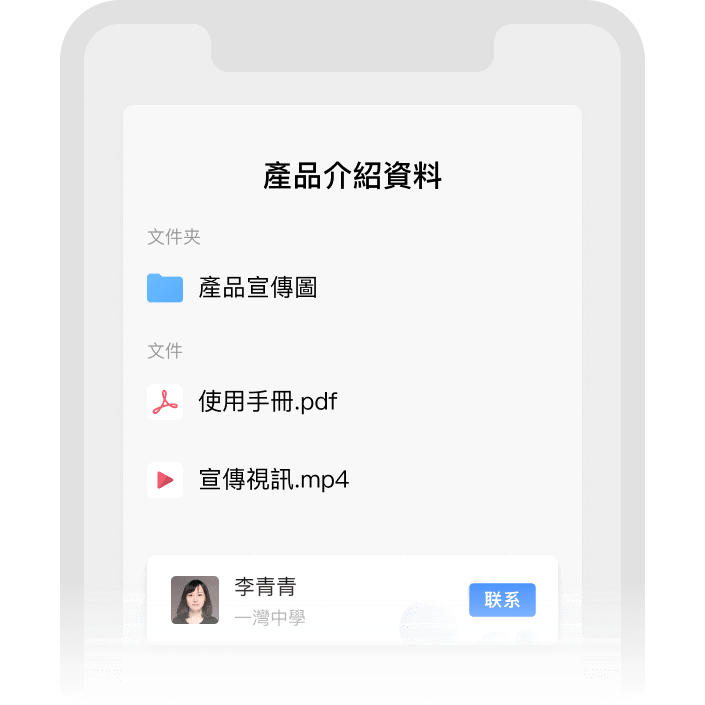 產品介紹資料
文件夹
產品宣傳圖
文件
使用手冊.pdf
宣傳視訊.mp4
李青青
一灣中學
联系